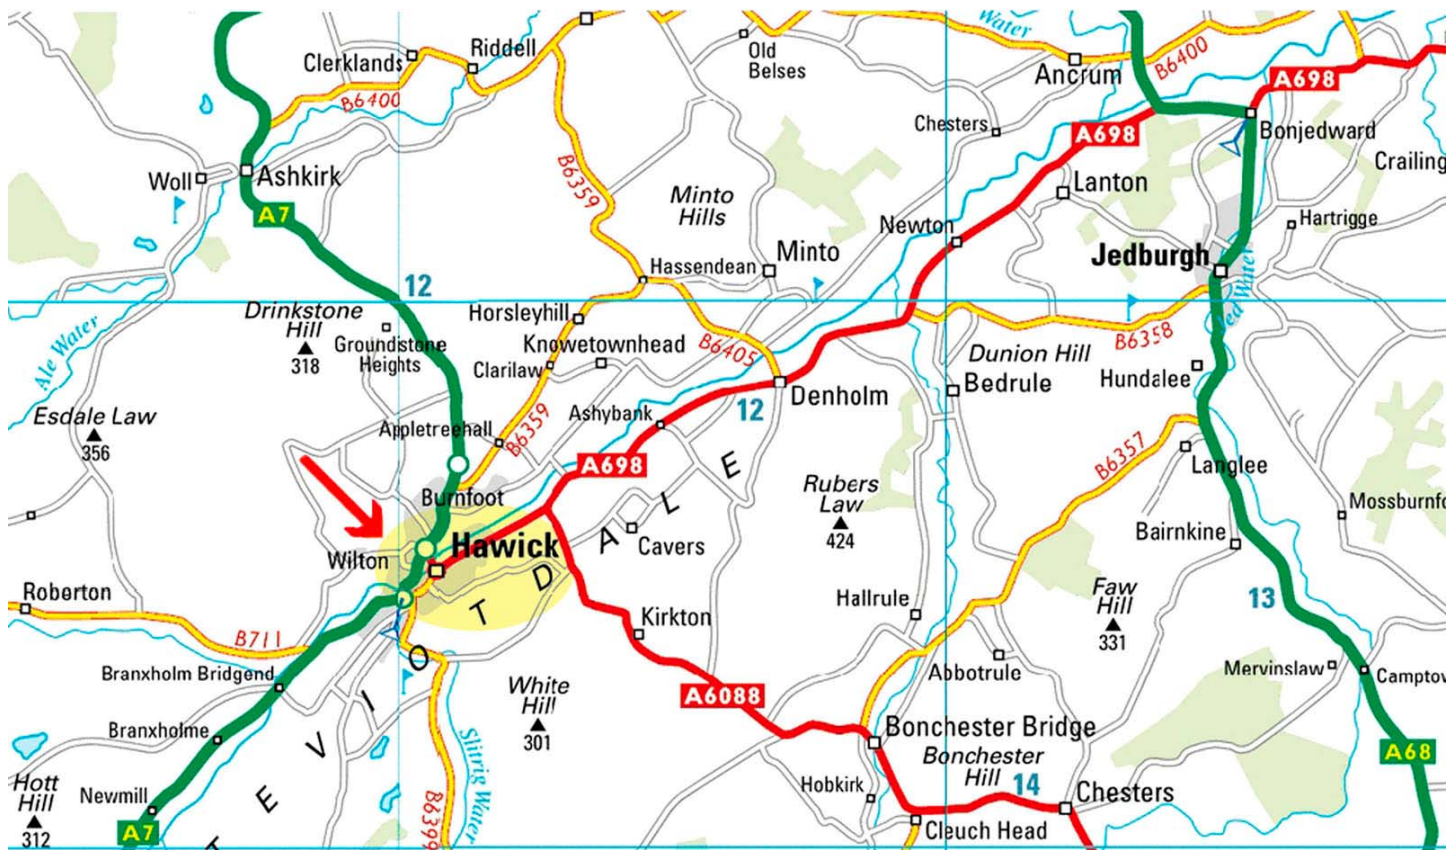 Riddell
Clerklands
B6400
Old
Belses
Water
Ancrum
B6400
A698
Chesters
A698
Bonjedward
Crailing
Woll
Ashkirk
A7
B6359
Minto
Hills
Lanton
Newton
Hartrigge
Minto
Hassendean
Jedburgh
Jed Water
12
Drinkstone
Hill
318
Groundistone
Heights
Horsleyhill
Knowetownhead
Clarilaw
B6405
B6358
Dunion Hill
Bedrule
Hundalee
Ale Water
Esdale Law
356
Appletreehall
B6359
Ashybank
12
Denholm
A698
B6357
Langlee
Rubers
Law
424
Mossburnfo
Burnfoot
Bairnkine
Wilton
Hawick
Cavers
TEVIOTDALE
Roberton
B711
Kirkton
Hallrule
Faw
Hill
331
13
Branxholm Bridgend
White
Hill
301
A6088
Abbotrule
Mervinslaw
Camptow
Branxholme
Slitrig Water
Bonchester Bridge
Bonchester
Hill
A68
Hott
Hill
312
Newmill
A7
B6399
Hobkirk
14
Chesters
Cleuch Head